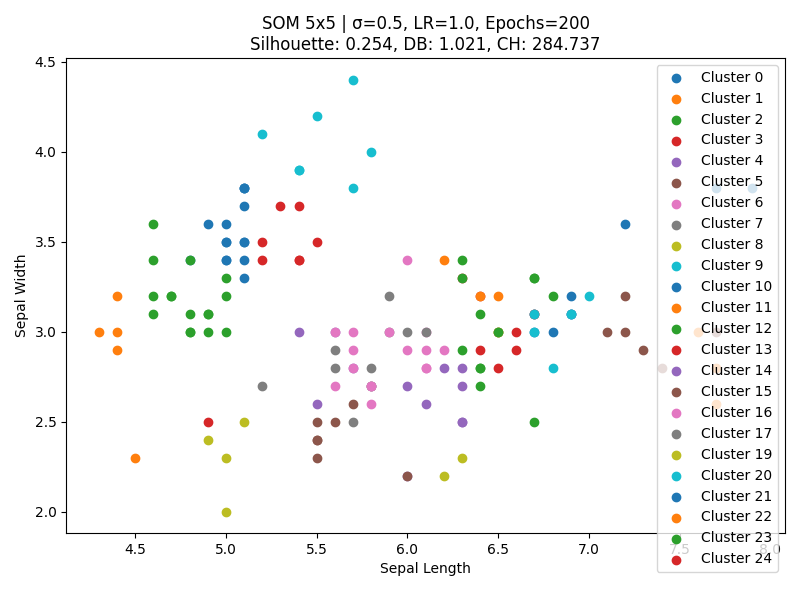 SOM 5x5 | σ=0.5, LR=1.0, Epochs=200
Silhouette: 0.254, DB: 1.021, CH: 284.737
4.5
4.0
3.5
3.0
2.5
2.0
Sepal Width
4.5
5.0
5.5
6.0
6.5
7.0
7.5
8.0
Sepal Length
Cluster 0
Cluster 1
Cluster 2
Cluster 3
Cluster 4
Cluster 5
Cluster 6
Cluster 7
Cluster 8
Cluster 9
Cluster 10
Cluster 11
Cluster 12
Cluster 13
Cluster 14
Cluster 15
Cluster 16
Cluster 17
Cluster 19
Cluster 20
Cluster 21
Cluster 22
Cluster 23
Cluster 24